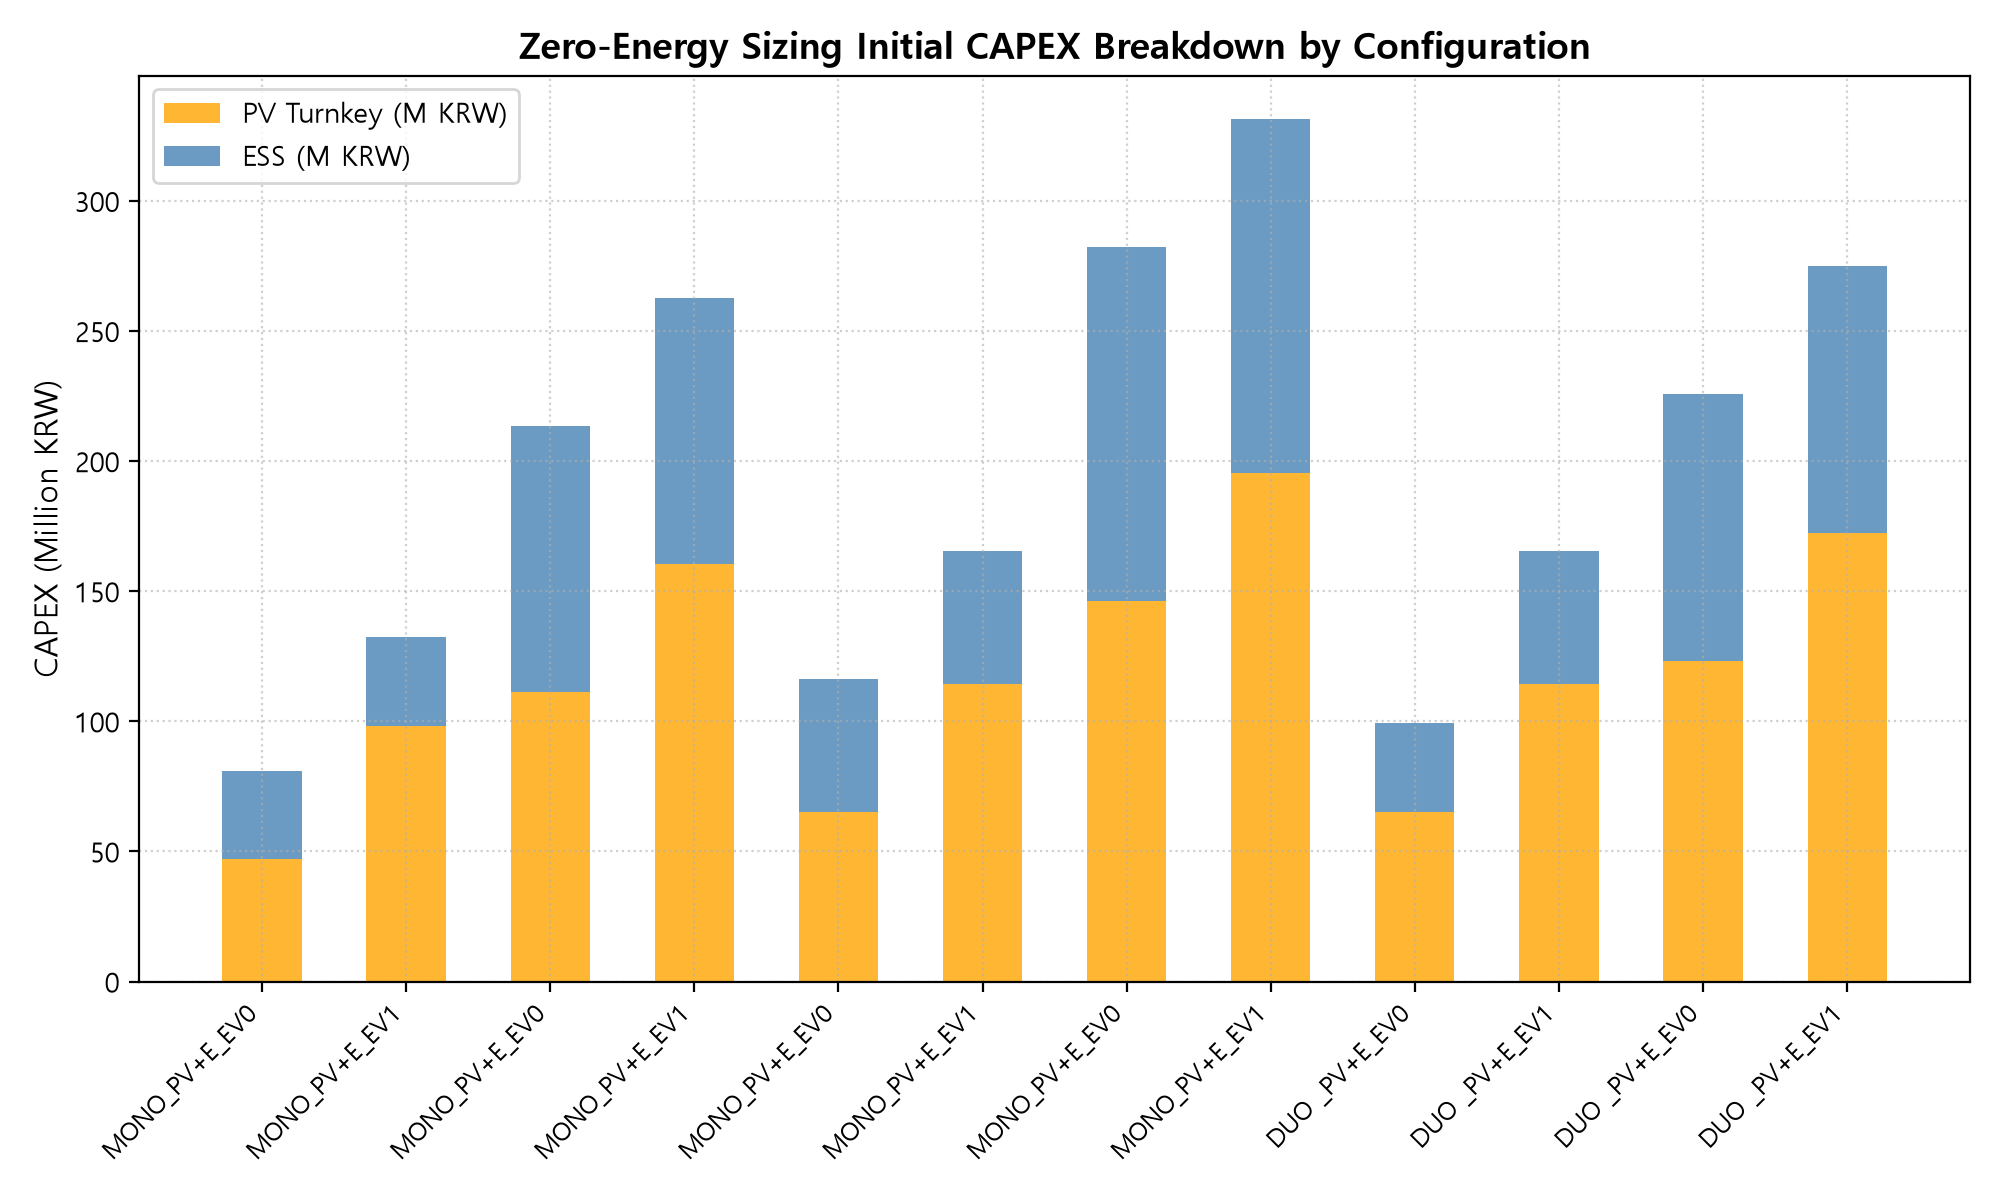 Zero-Energy Sizing Initial CAPEX Breakdown by Configuration
PV Turnkey (M KRW)
ESS (M KRW)
CAPEX (Million KRW)
300
250
200
150
100
50
0
MONO_PV+E_EV0
MONO_PV+E_EV1
MONO_PV+E_EV0
MONO_PV+E_EV1
MONO_PV+E_EV0
MONO_PV+E_EV1
MONO_PV+E_EV0
MONO_PV+E_EV1
DUO _PV+E_EV0
DUO _PV+E_EV1
DUO _PV+E_EV0
DUO _PV+E_EV1